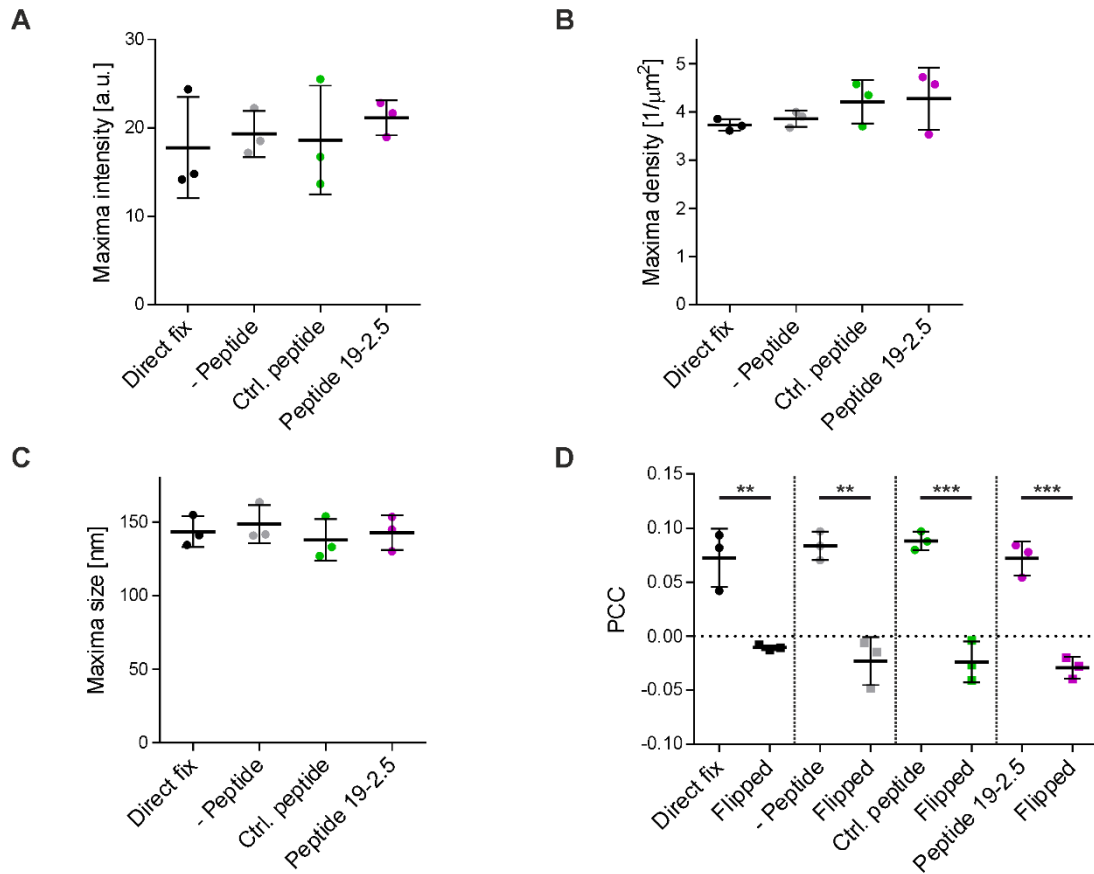 A
Maxima intensity [a.u.]
30
20
10
0
Direct fix
- Peptide
Ctrl. peptide
Peptide 19-2.5
B
Maxima density [1/μm²]
5
4
3
2
1
0
Direct fix
- Peptide
Ctrl. peptide
Peptide 19-2.5
C
Maxima size [nm]
150
100
50
0
Direct fix
- Peptide
Ctrl. peptide
Peptide 19-2.5
D
PCC
0.15
0.10
0.05
0.00
-0.05
-0.10
**
**
***
***
Direct fix
Flipped
- Peptide
Flipped
Ctrl. peptide
Flipped
Peptide 19-2.5
Flipped